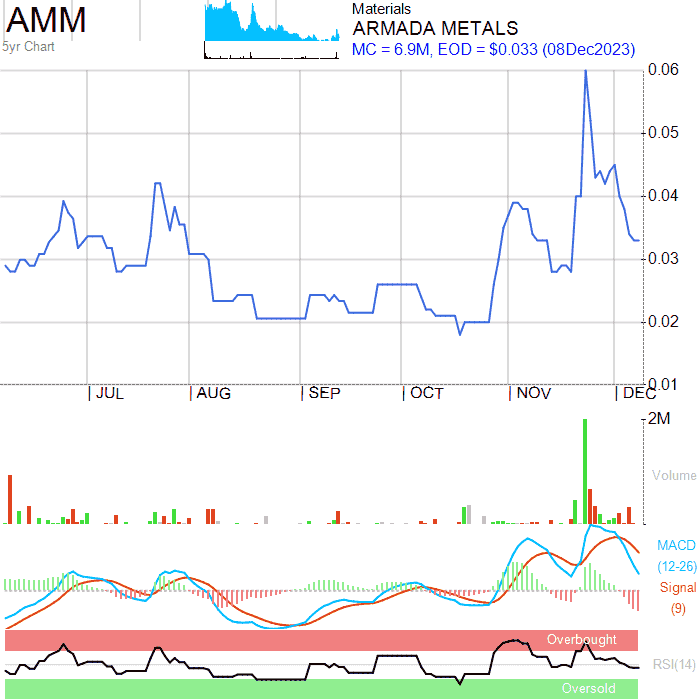 AMM
5yr Chart
Materials
ARMADA METALS
MC = 6.9M, EOD = $0.033 (08Dec2023)
0.06
0.05
0.04
0.03
0.02
0.01
JUL AUG SEP OCT NOV DEC
2M
Volume
MACD
(12-26)
Signal
(9)
Overbought
RSI(14)
Oversold